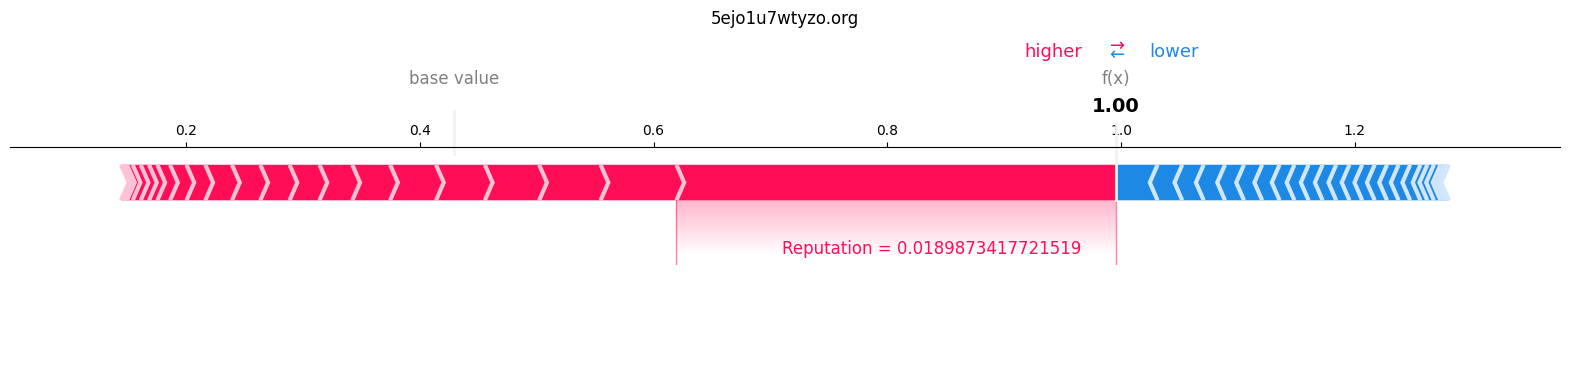 5ejo1u7wtyzo.org
higher ⇄ lower
base value f(x)
1.00
0.2 0.4 0.6 0.8 1.0 1.2
Reputation = 0.0189873417721519